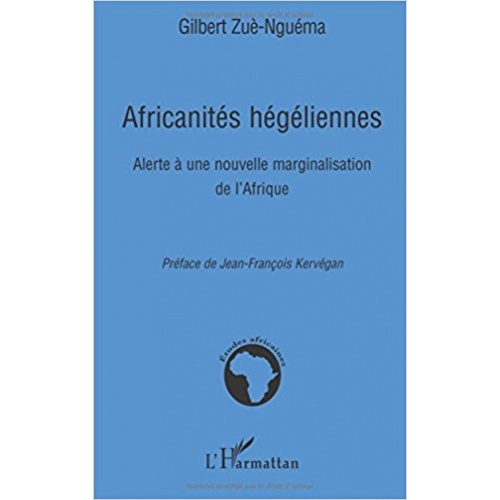 Gilbert Zuè-Nguéma
Africanités hégéliennes
Alerte à une nouvelle marginalisation
de l'Afrique
Préface de Jean-François Kervégan
Études africaines
L'Harmattan